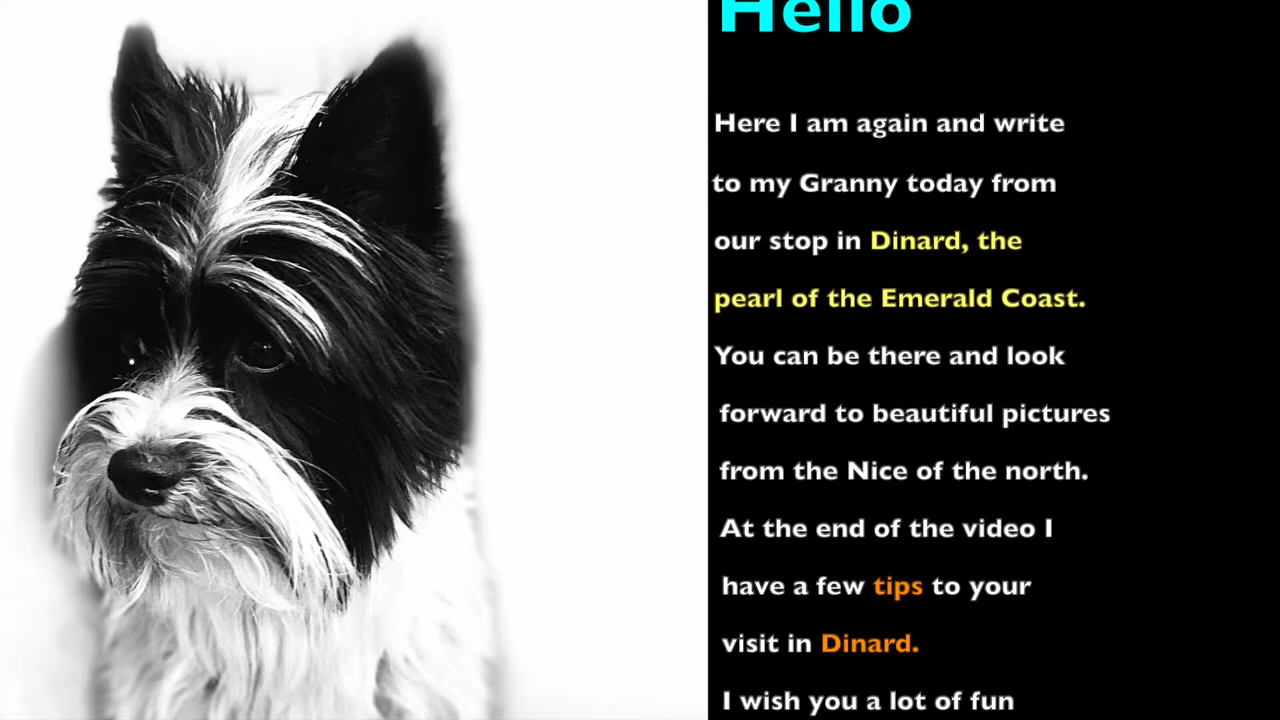 Hello
Here I am again and write
to my Granny today from
our stop in Dinard, the
pearl of the Emerald Coast.
You can be there and look
forward to beautiful pictures
from the Nice of the north.
At the end of the video I
have a few tips to your
visit in Dinard.
I wish you a lot of fun